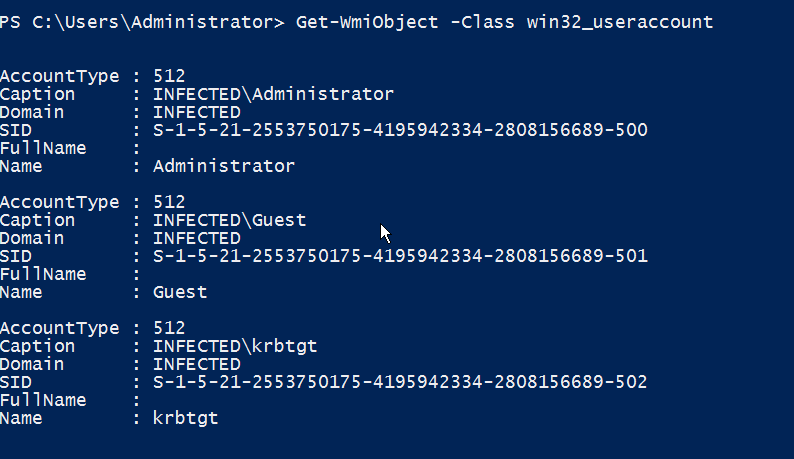 PS C:\Users\Administrator> Get-WmiObject -Class win32_useraccount
AccountType : 512
Caption     : INFECTED\Administrator
Domain      : INFECTED
SID         : S-1-5-21-2553750175-4195942334-2808156689-500
FullName    :
Name        : Administrator
AccountType : 512
Caption     : INFECTED\Guest
Domain      : INFECTED
SID         : S-1-5-21-2553750175-4195942334-2808156689-501
FullName    :
Name        : Guest
AccountType : 512
Caption     : INFECTED\krbtgt
Domain      : INFECTED
SID         : S-1-5-21-2553750175-4195942334-2808156689-502
FullName    :
Name        : krbtgt